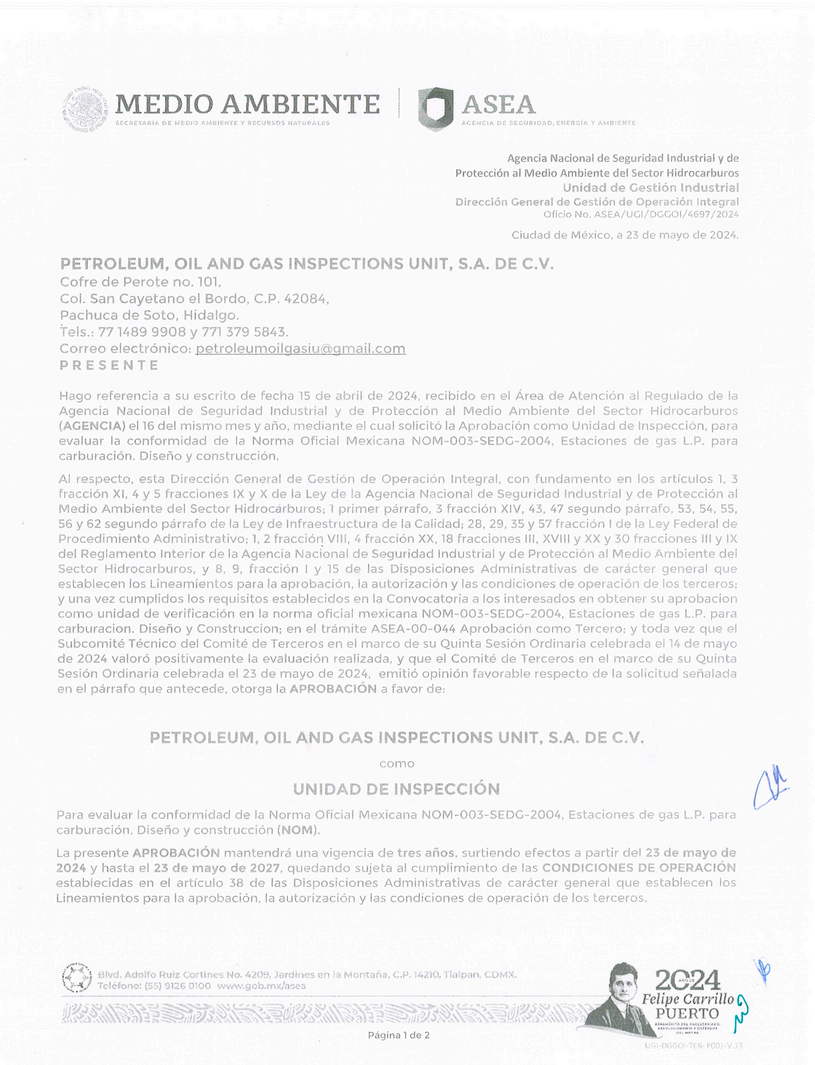 MEDIO AMBIENTE
SECRETARÍA DE MEDIO AMBIENTE Y RECURSOS NATURALES
ASEA
AGENCIA DE SEGURIDAD, ENERGÍA Y AMBIENTE
Agencia Nacional de Seguridad Industrial y de
Protección al Medio Ambiente del Sector Hidrocarburos
Unidad de Gestión Industrial
Dirección General de Gestión de Operación Integral
Oficio No. ASEA/UGI/DGGOI/4697/2024
Ciudad de México, a 23 de mayo de 2024.
PETROLEUM, OIL AND GAS INSPECTIONS UNIT, S.A. DE C.V.
Cofre de Perote no. 101,
Col. San Cayetano el Bordo, C.P. 42084,
Pachuca de Soto, Hidalgo.
Tels.: 77 1489 9908 y 771 379 5843.
Correo electrónico: petroleumoilgasiu@gmail.com
P R E S E N T E
Hago referencia a su escrito de fecha 15 de abril de 2024, recibido en el Área de Atención al Regulado de la
Agencia Nacional de Seguridad Industrial y de Protección al Medio Ambiente del Sector Hidrocarburos
(AGENCIA) el 16 del mismo mes y año, mediante el cual solicitó la Aprobación como Unidad de Inspección, para
evaluar la conformidad de la Norma Oficial Mexicana NOM-003-SEDG-2004, Estaciones de gas L.P. para
carburación. Diseño y construcción.
Al respecto, esta Dirección General de Gestión de Operación Integral, con fundamento en los artículos 1, 3
fracción XI, 4 y 5 fracciones IX y X de la Ley de la Agencia Nacional de Seguridad Industrial y de Protección al
Medio Ambiente del Sector Hidrocarburos; 1 primer párrafo, 3 fracción XIV, 43, 47 segundo párrafo, 53, 54, 55,
56 y 62 segundo párrafo de la Ley de Infraestructura de la Calidad; 28, 29, 35 y 57 fracción I de la Ley Federal de
Procedimiento Administrativo; 1, 2 fracción VIII, 4 fracción XX, 18 fracciones III, XVIII y XX y 30 fracciones III y IX
del Reglamento Interior de la Agencia Nacional de Seguridad Industrial y de Protección al Medio Ambiente del
Sector Hidrocarburos, y 8, 9, fracción I y 15 de las Disposiciones Administrativas de carácter general que
establecen los Lineamientos para la aprobación, la autorización y las condiciones de operación de los terceros;
y una vez cumplidos los requisitos establecidos en la Convocatoria a los interesados en obtener su aprobacion
como unidad de verificación en la norma oficial mexicana NOM-003-SEDG-2004, Estaciones de gas L.P. para
carburacion. Diseño y Construccion; en el trámite ASEA-00-044 Aprobación como Tercero; y toda vez que el
Subcomité Técnico del Comité de Terceros en el marco de su Quinta Sesión Ordinaria celebrada el 14 de mayo
de 2024 valoró positivamente la evaluación realizada, y que el Comité de Terceros en el marco de su Quinta
Sesión Ordinaria celebrada el 23 de mayo de 2024, emitió opinión favorable respecto de la solicitud señalada
en el párrafo que antecede, otorga la APROBACIÓN a favor de:
PETROLEUM, OIL AND GAS INSPECTIONS UNIT, S.A. DE C.V.
como
UNIDAD DE INSPECCIÓN
Para evaluar la conformidad de la Norma Oficial Mexicana NOM-003-SEDG-2004, Estaciones de gas L.P. para
carburación. Diseño y construcción (NOM).
La presente APROBACIÓN mantendrá una vigencia de tres años, surtiendo efectos a partir del 23 de mayo de
2024 y hasta el 23 de mayo de 2027, quedando sujeta al cumplimiento de las CONDICIONES DE OPERACIÓN
establecidas en el artículo 38 de las Disposiciones Administrativas de carácter general que establecen los
Lineamientos para la aprobación, la autorización y las condiciones de operación de los terceros.
Blvd. Adolfo Ruiz Cortines No. 4209, Jardines en la Montaña, C.P. 14210, Tlalpan, CDMX.
Teléfono: (55) 9126 0100 www.gob.mx/asea
2024
AÑO DE
Felipe Carrillo
PUERTO
BENEMÉRITO DEL PROLETARIADO,
REVOLUCIONARIO Y DEFENSOR
DEL MAYAB
Página 1 de 2
UGI-DGGOI-TER- F001-V.13